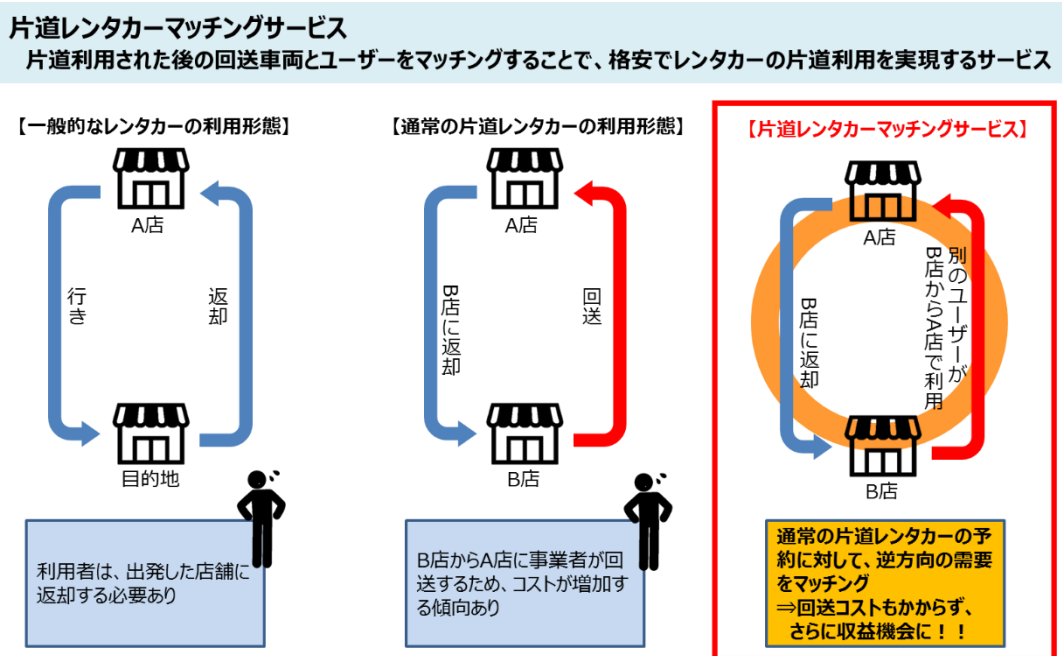 片道レンタカーマッチングサービス
片道利用された後の回送車両とユーザーをマッチングすることで、格安でレンタカーの片道利用を実現するサービス
【一般的なレンタカーの利用形態】
A店
行き
返却
目的地
利用者は、出発した店舗に
返却する必要あり
【通常の片道レンタカーの利用形態】
A店
B店に返却
回送
B店
B店からA店に事業者が回
送するため、コストが増加す
る傾向あり
【片道レンタカーマッチングサービス】
A店
B店に返却
別のユーザーが
B店からA店で利用
B店
通常の片道レンタカーの予
約に対して、逆方向の需要
をマッチング
⇒回送コストもかからず、
さらに収益機会に！！